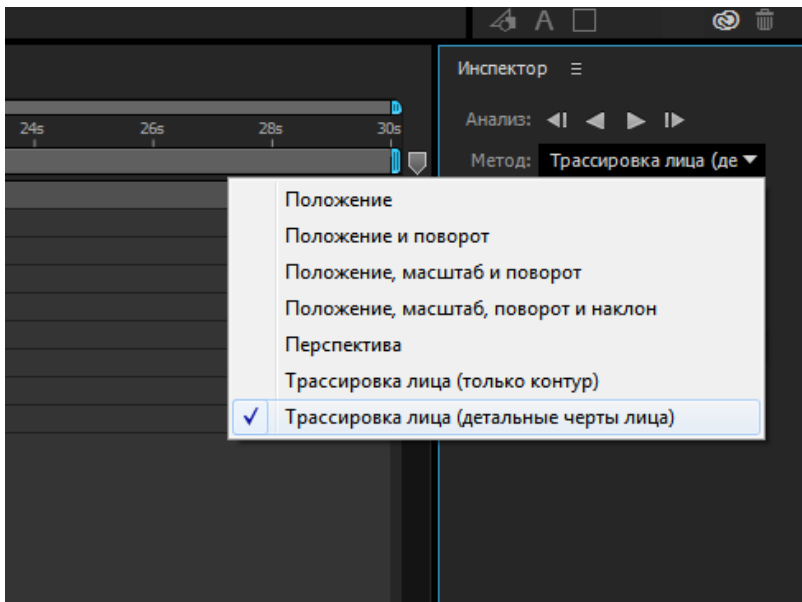 A
Инспектор
24s 26s 28s 30s
Анализ:
Метод: Трассировка лица (де
Положение
Положение и поворот
Положение, масштаб и поворот
Положение, масштаб, поворот и наклон
Перспектива
Трассировка лица (только контур)
Трассировка лица (детальные черты лица)